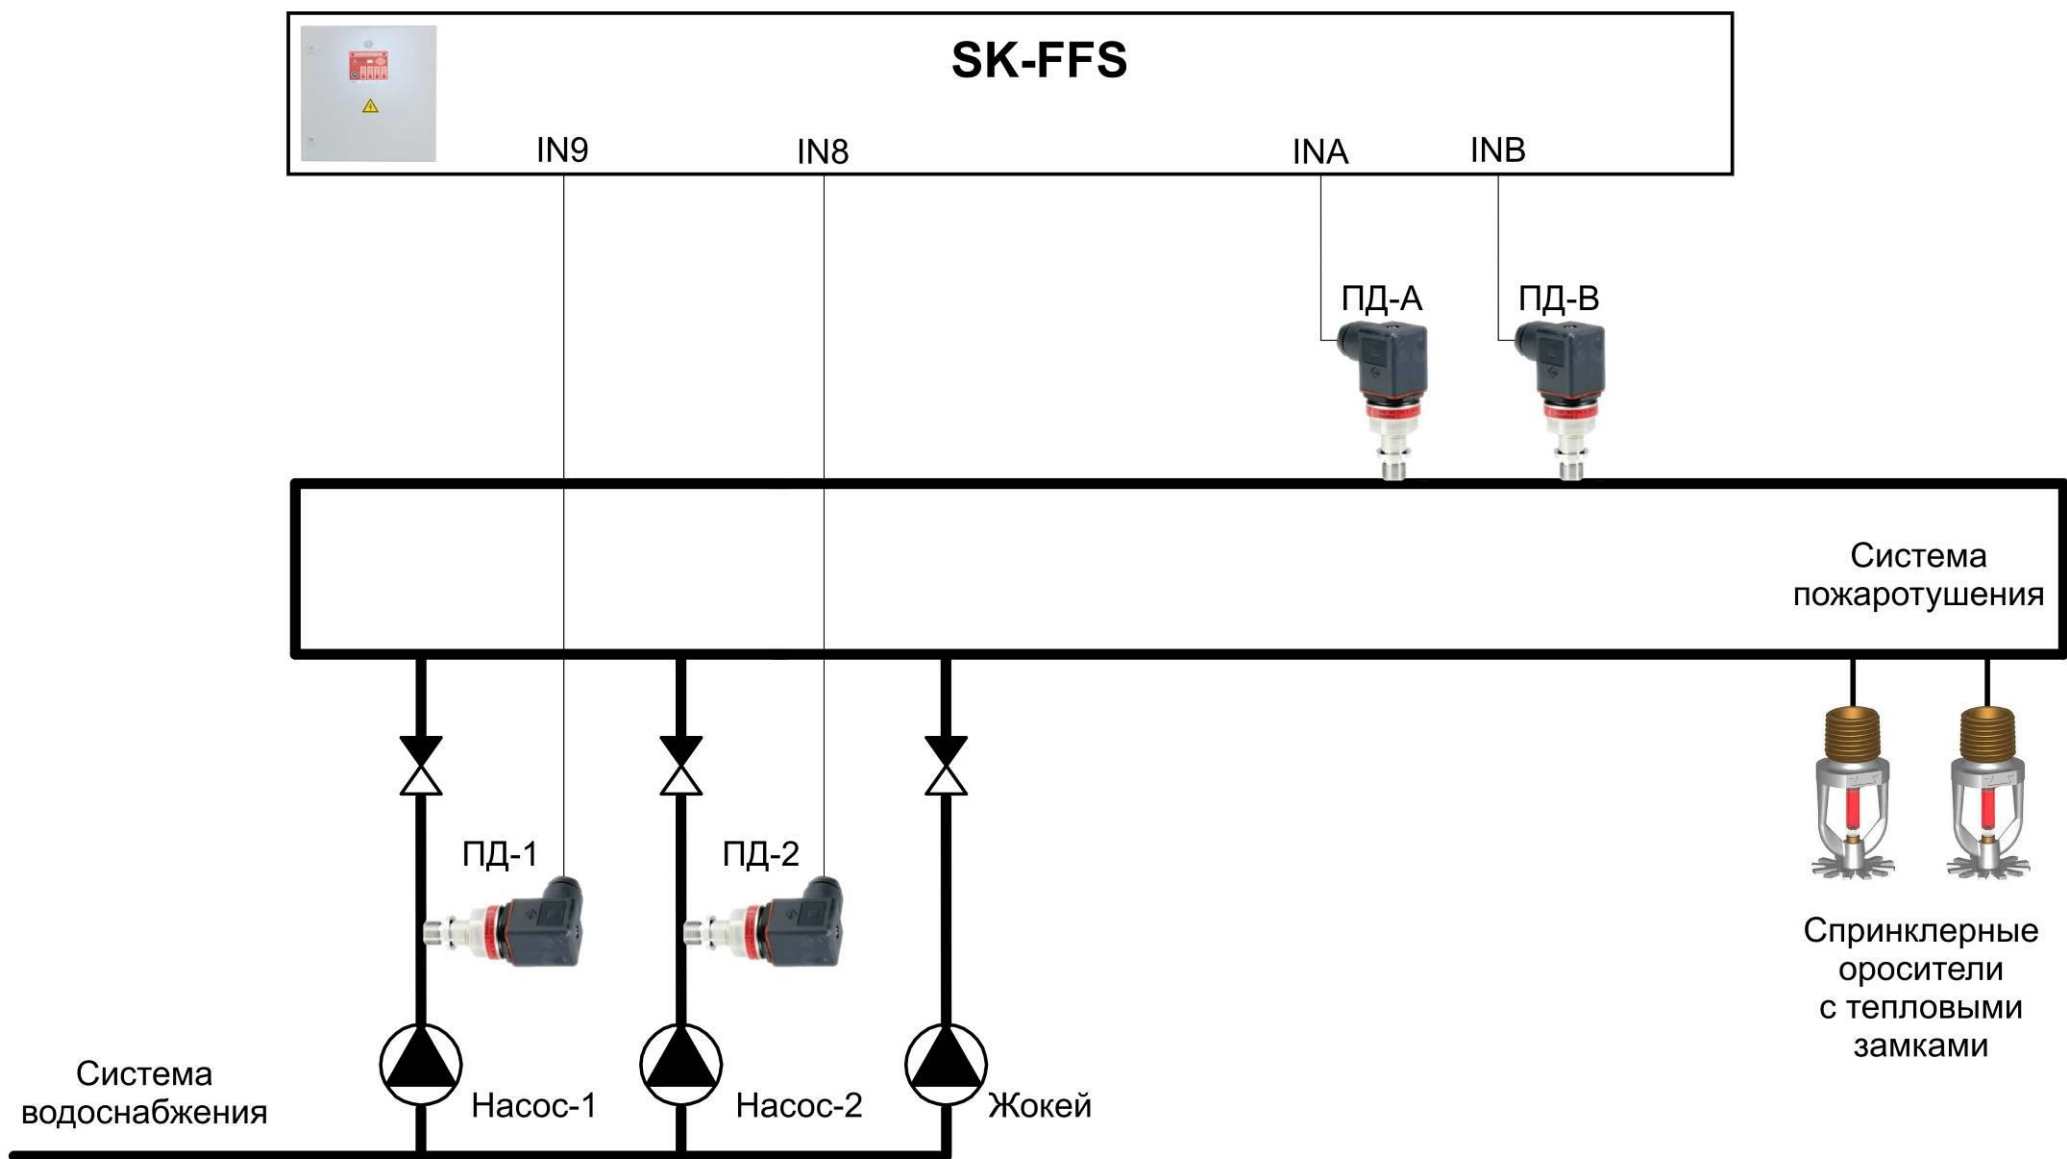 SK-FFS
IN9
IN8
INA
INB
ПД-А
ПД-В
Система
пожаротушения
ПД-1
ПД-2
Спринклерные
оросители
с тепловыми
замками
Система
водоснабжения
Насос-1
Насос-2
Жокей